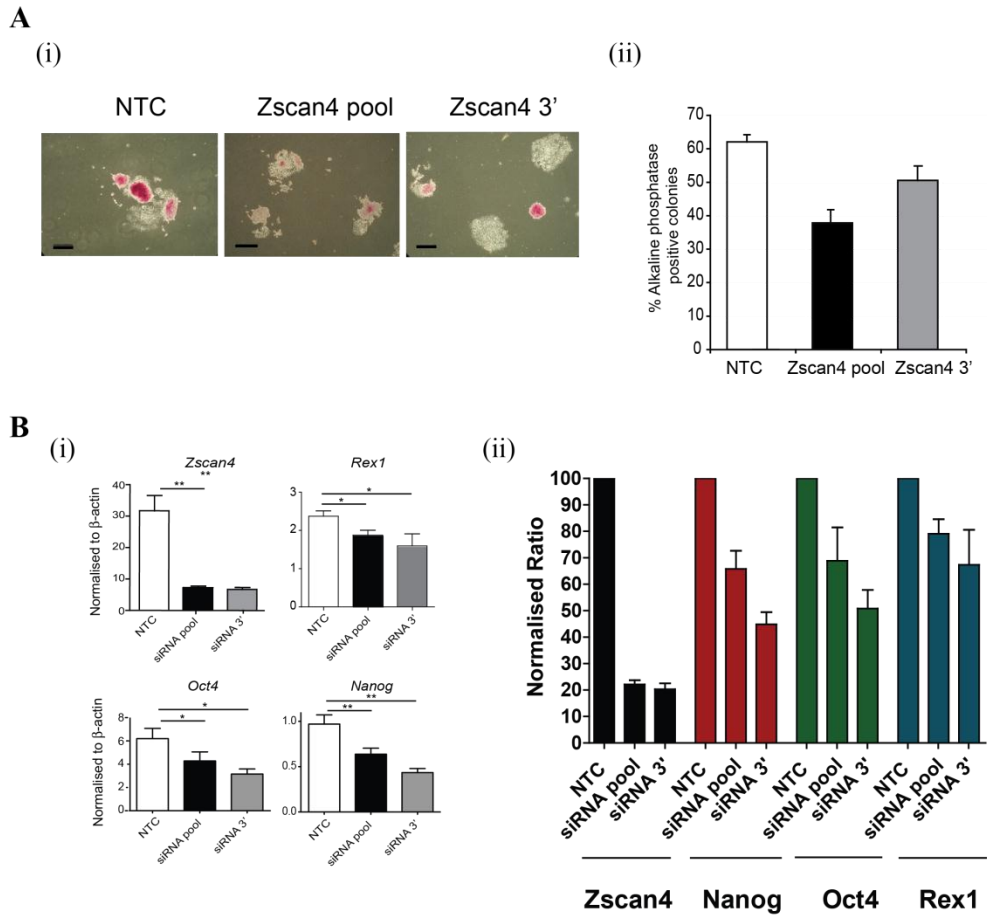 A
(i)
NTC
Zscan4 pool
Zscan4 3'
(ii)
% Alkaline phosphatase
positive colonies
70
60
50
40
30
20
10
0
NTC
Zscan4 pool
Zscan4 3'
B
(i)
Zscan4
**
**
Normalised to β-actin
40
30
20
10
0
NTC
siRNA pool
siRNA 3'
Rex1
*
*
3
2
1
0
NTC
siRNA pool
siRNA 3'
Oct4
*
*
Normalised to β-actin
8
6
4
2
0
NTC
siRNA pool
siRNA 3'
Nanog
**
**
1.0
0.5
0.0
NTC
siRNA pool
siRNA 3'
(ii)
Normalised Ratio
100
90
80
70
60
50
40
30
20
10
0
NTC
siRNA pool
siRNA 3'
NTC
siRNA pool
siRNA 3'
NTC
siRNA pool
siRNA 3'
NTC
siRNA pool
siRNA 3'
Zscan4
Nanog
Oct4
Rex1